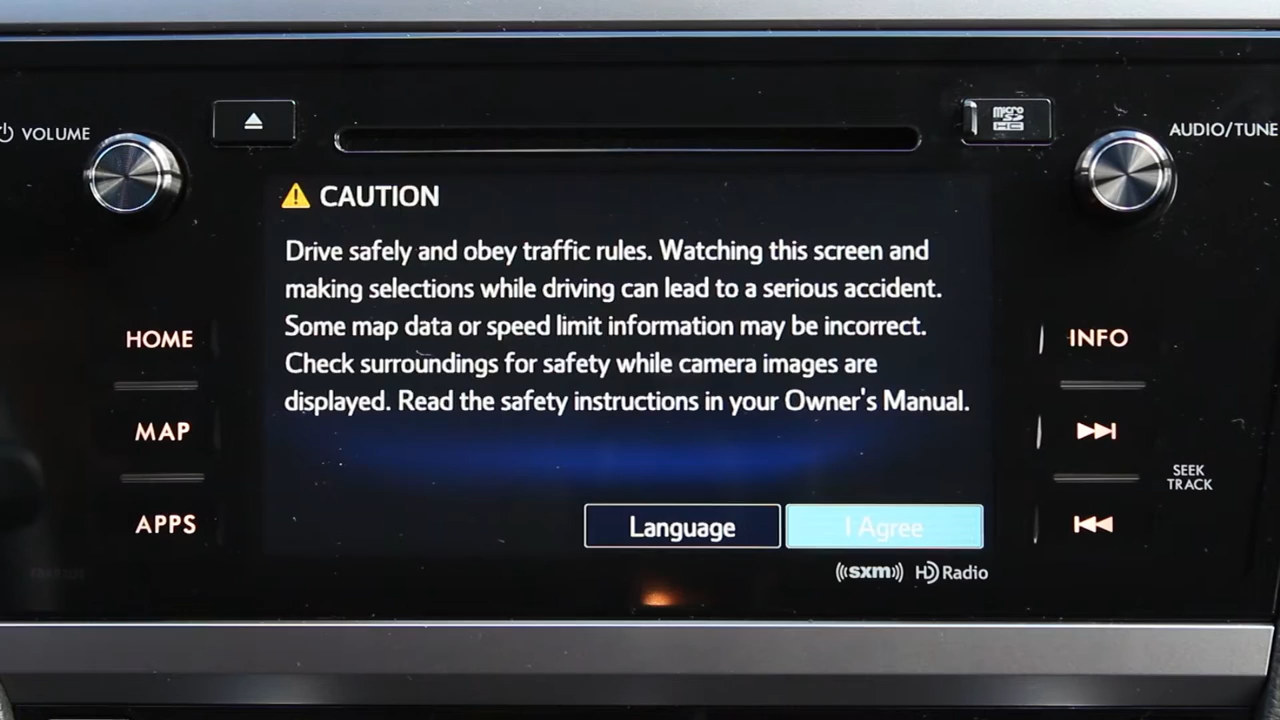 VOLUME
micro
SD
HC
AUDIO/TUNE
CAUTION
Drive safely and obey traffic rules. Watching this screen and
making selections while driving can lead to a serious accident.
Some map data or speed limit information may be incorrect.
Check surroundings for safety while camera images are
displayed. Read the safety instructions in your Owner's Manual.
HOME
MAP
APPS
INFO
SEEK
TRACK
Language
I Agree
((sxm)) HD Radio